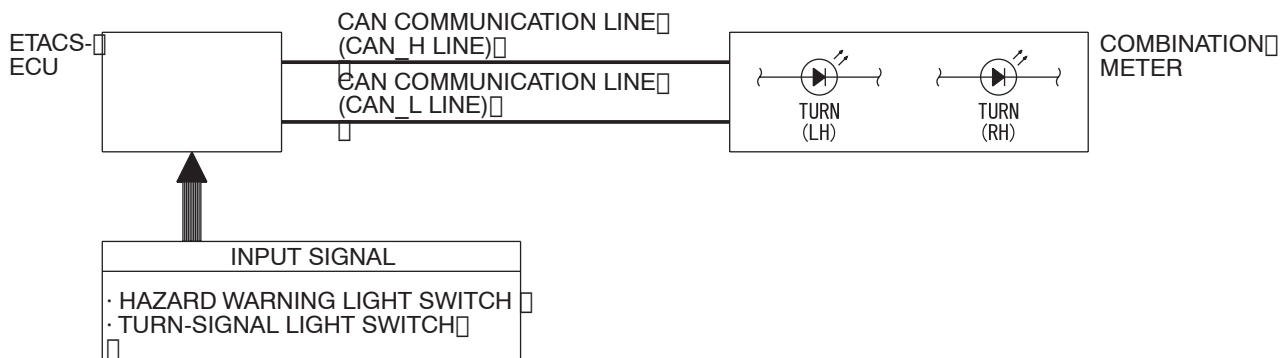 ETACS-
ECU
CAN COMMUNICATION LINE
(CAN_H LINE)
CAN COMMUNICATION LINE
(CAN_L LINE)
COMBINATION
METER
TURN
(LH)
TURN
(RH)
INPUT SIGNAL
· HAZARD WARNING LIGHT SWITCH
· TURN-SIGNAL LIGHT SWITCH